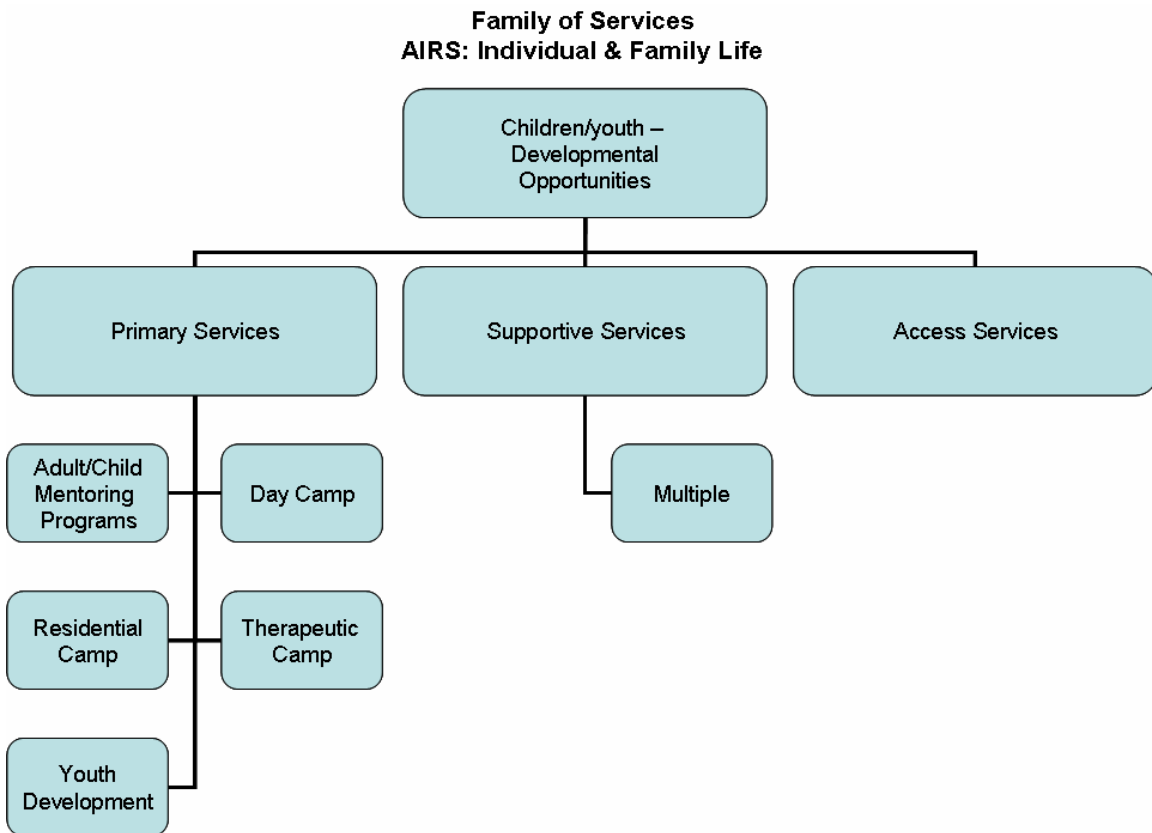 Family of Services
AIRS: Individual & Family Life
Children/youth –
Developmental
Opportunities
Primary Services
Supportive Services
Access Services
Adult/Child
Mentoring
Programs
Day Camp
Multiple
Residential
Camp
Therapeutic
Camp
Youth
Development